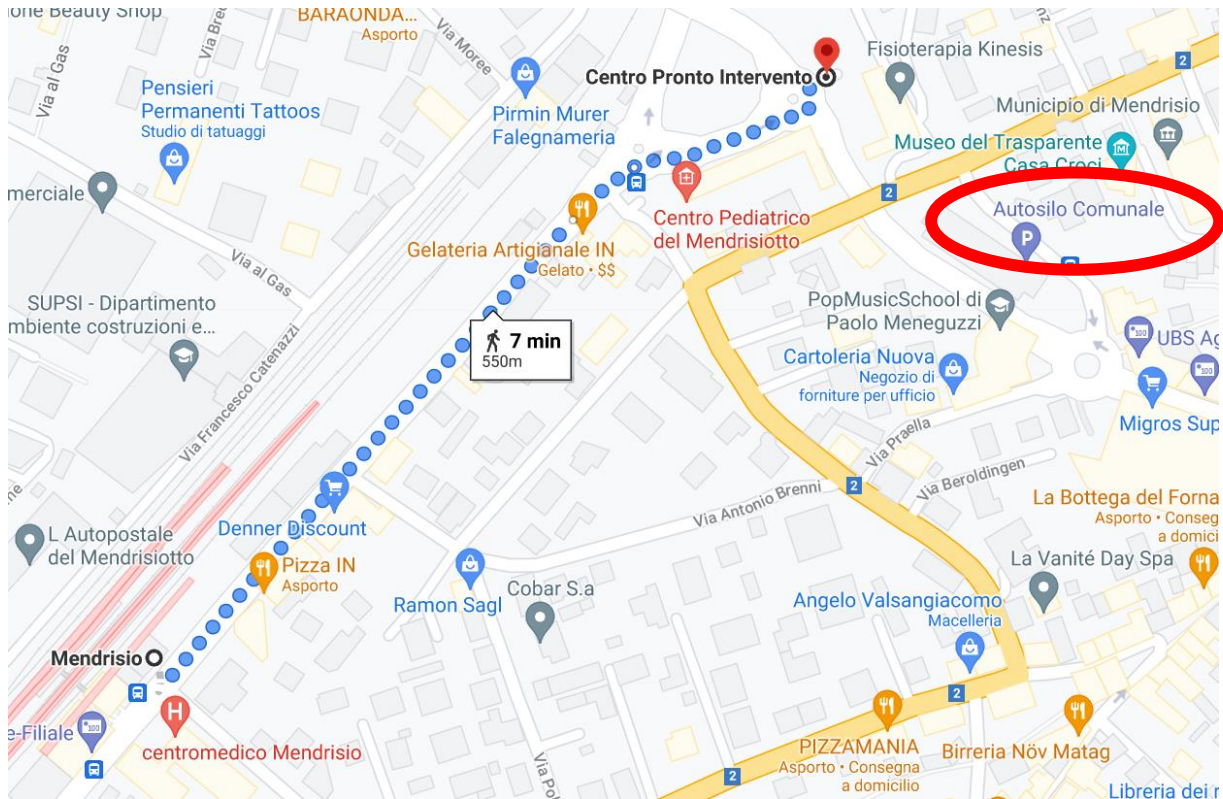 one Beauty Shop
BARAONDA...
Asporto
Via Moree
Via al Gas
Fisioterapia Kinesis
2
Centro Pronto Intervento
Pensieri
Permanenti Tattoos
Studio di tatuaggi
Pirmin Murer
Falegnameria
Municipio di Mendrisio
Museo del Trasparente
Casa Croci
merciale
2
Centro Pediatrico
del Mendrisiotto
Autosilo Comunale
P
Gelateria Artigianale IN
Gelato • $$
Via al Gas
SUPSI - Dipartimento
mbiente costruzioni e...
PopMusicSchool di
Paolo Meneguzzi
7 min
550m
UBS Ag
Cartoleria Nuova
Negozio di
forniture per ufficio
Via Francesco Catenazzi
Migros Sup
Via Praella
Via Beroldingen
2
Via Antonio Brenni
La Bottega del Forna
Asporto • Conseg
a domici
Denner Discount
L Autopostale
del Mendrisiotto
Pizza IN
Asporto
La Vanité Day Spa
Ramon Sagl
Cobar S.a
Angelo Valsangiacomo
Macelleria
Mendrisio
2
H
e-Filiale
centromedico Mendrisio
PIZZAMANIA
Asporto • Consegna
a domicilio
Birreria Növ Matag
2
Libreria dei